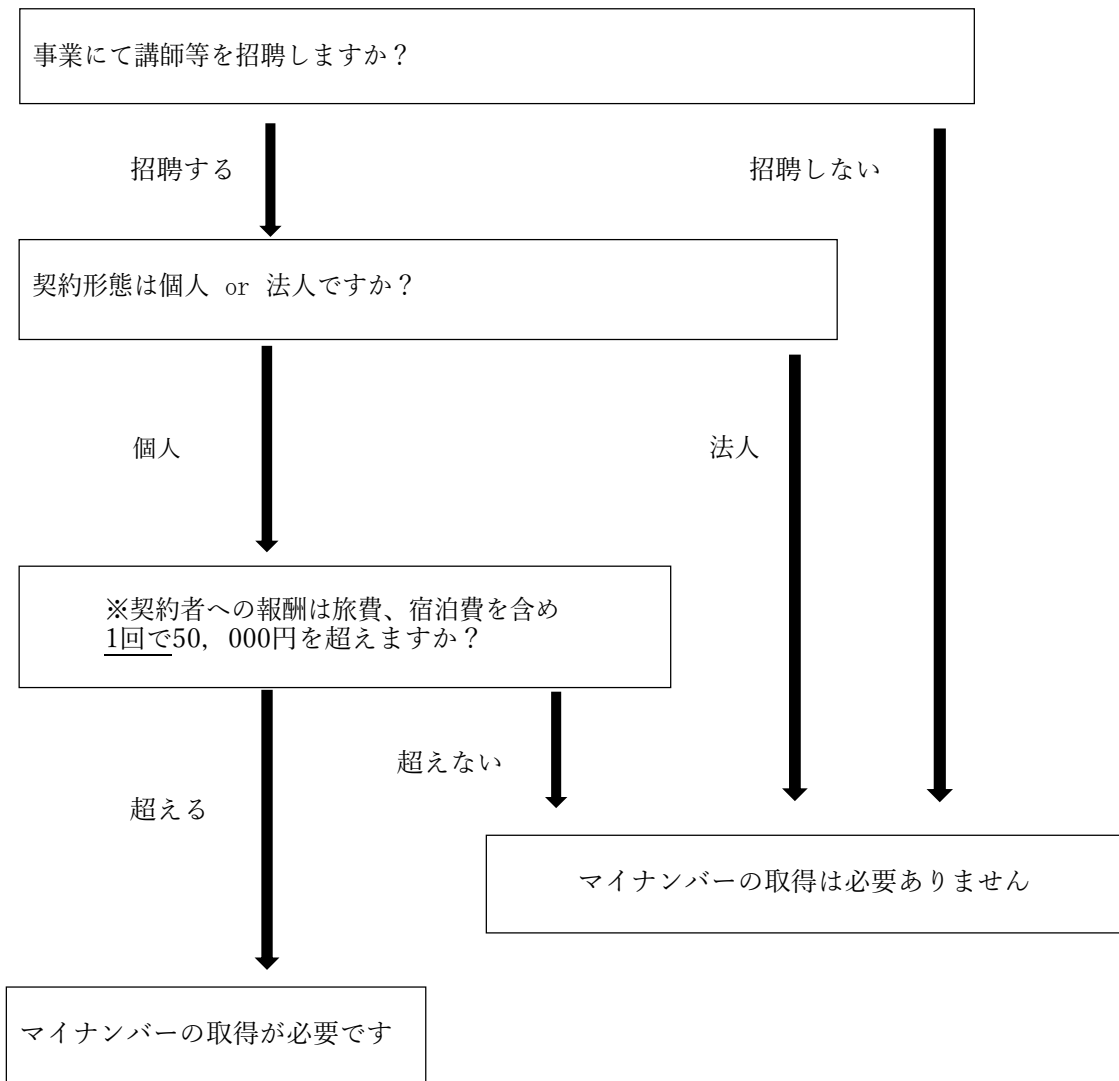 事業にて講師等を招聘しますか？
招聘する
招聘しない
契約形態は個人 or 法人ですか？
個人
法人
※契約者への報酬は旅費、宿泊費を含め
1回で50, 000円を超えますか？
超えない
超える
マイナンバーの取得は必要ありません
マイナンバーの取得が必要です